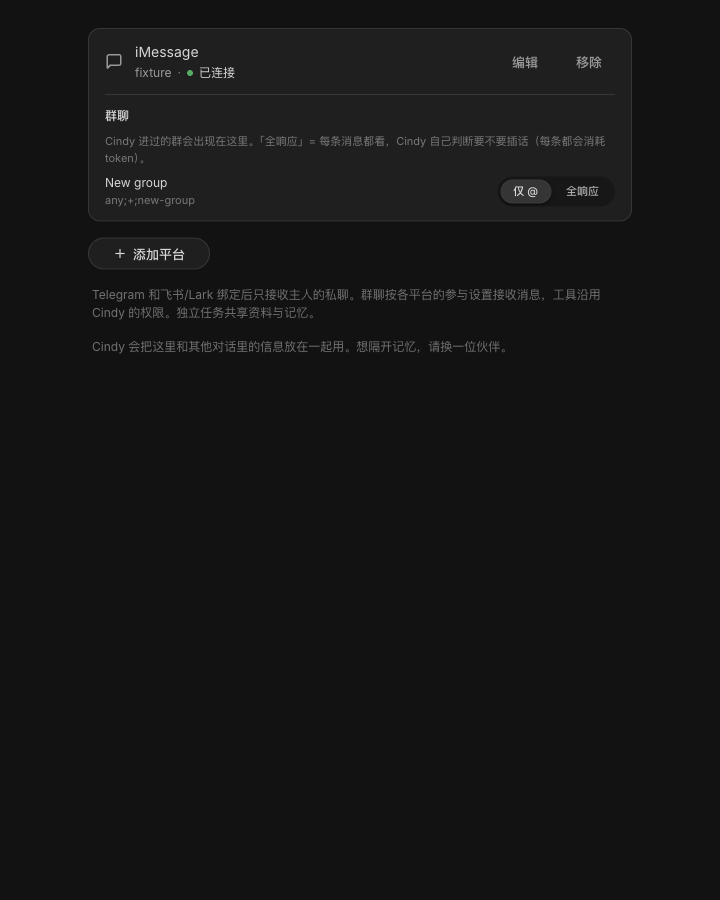 iMessage
fixture · 已连接
编辑
移除
群聊
Cindy 进过的群会出现在这里。「全响应」= 每条消息都看，Cindy 自己判断要不要插话（每条都会消耗
token）。
New group
any;+;new-group
仅 @
全响应
+ 添加平台
Telegram 和飞书/Lark 绑定后只接收主人的私聊。群聊按各平台的参与设置接收消息，工具沿用
Cindy 的权限。独立任务共享资料与记忆。
Cindy 会把这里和其他对话里的信息放在一起用。想隔开记忆，请换一位伙伴。